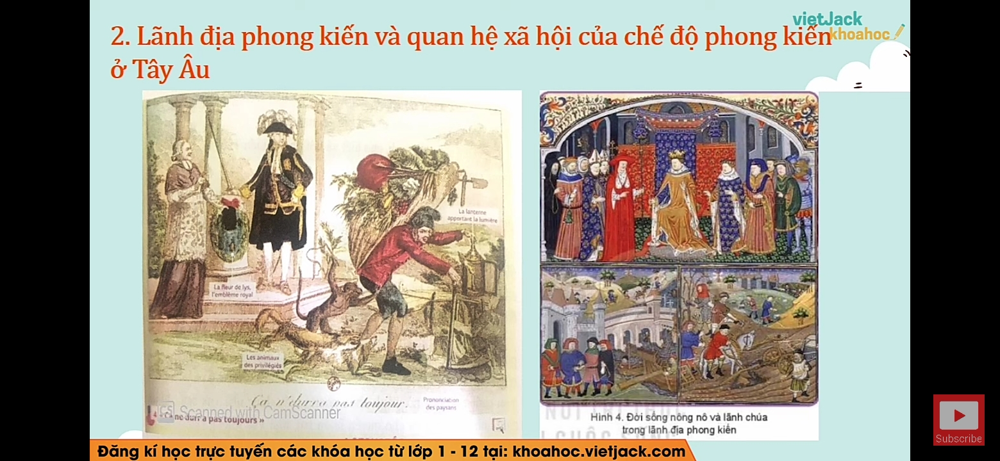 2. Lãnh địa phong kiến và quan hệ xã hội của chế độ phong kiến
ở Tây Âu
vietJack
khoahoc
La lanterne
apportant la lumière
La fleur de lys,
l'emblème royal
Les animaux
des privilégiés
Ça n'durra pas toujour.
Prononciation
des paysans
CS Scanned with CamScanner
pas toujours »
Hình 4. Đời sống nông nô và lãnh chúa
trong lãnh địa phong kiến
Đăng kí học trực tuyến các khóa học từ lớp 1 - 12 tại: khoahoc.vietjack.com
Subscribe